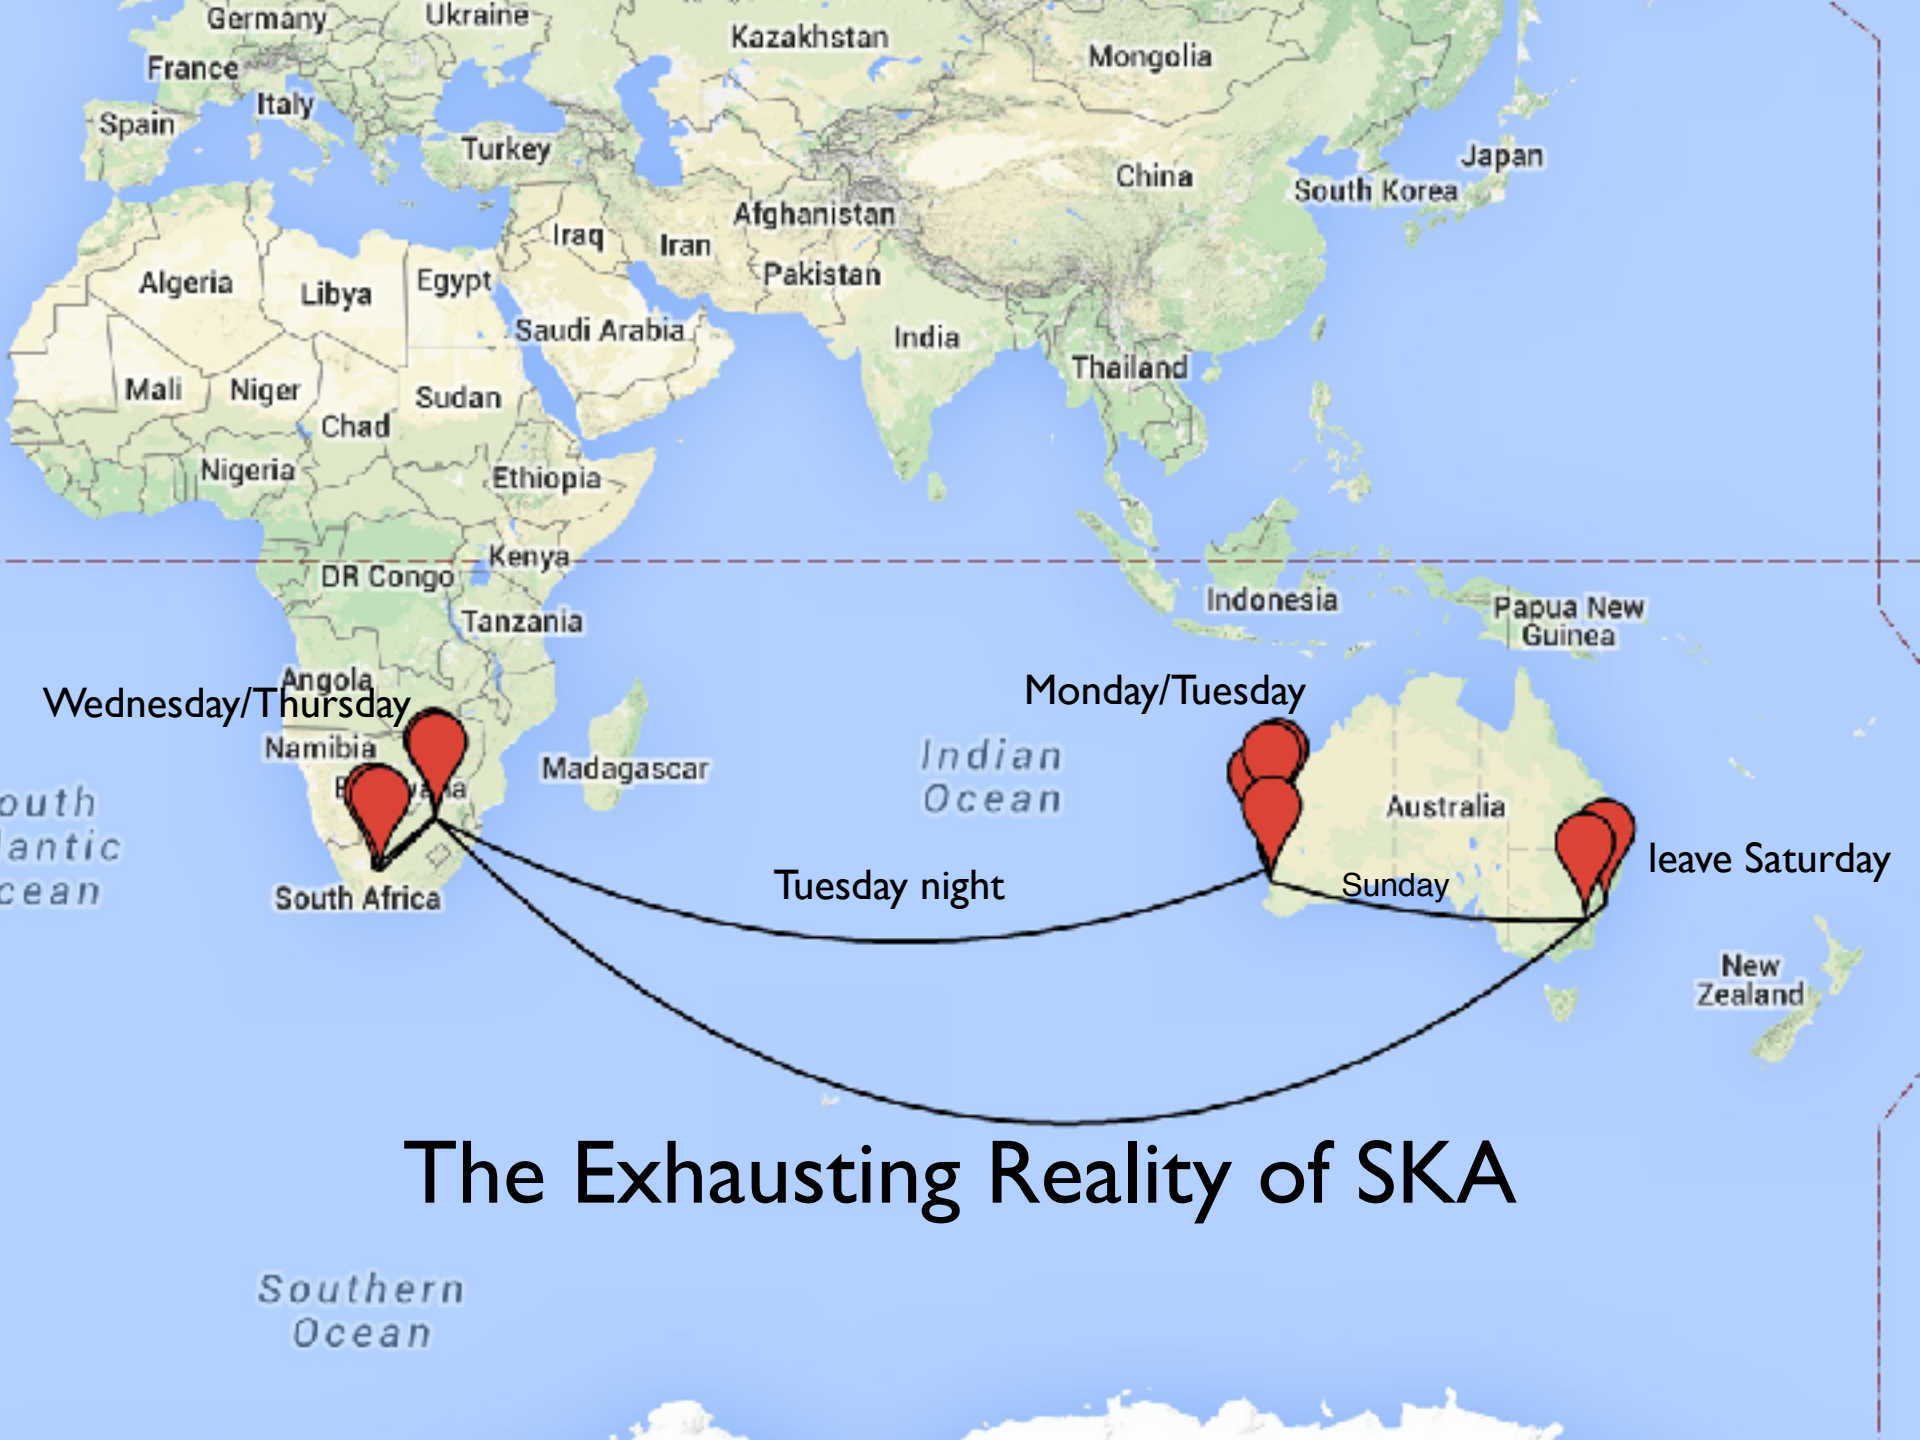 Germany
Ukraine
Kazakhstan
Mongolia
France
Italy
Spain
Turkey
Japan
China
South Korea
Afghanistan
Iraq
Iran
Pakistan
Algeria
Libya
Egypt
Saudi Arabia
India
Thailand
Mali
Niger
Sudan
Chad
Nigeria
Ethiopia
Kenya
DR Congo
Indonesia
Papua New
Guinea
Tanzania
Angola
Wednesday/Thursday
Monday/Tuesday
Namibia
Madagascar
Indian
Ocean
Australia
outh
lantic
cean
leave Saturday
Tuesday night
Sunday
South Africa
New
Zealand
The Exhausting Reality of SKA
Southern
Ocean